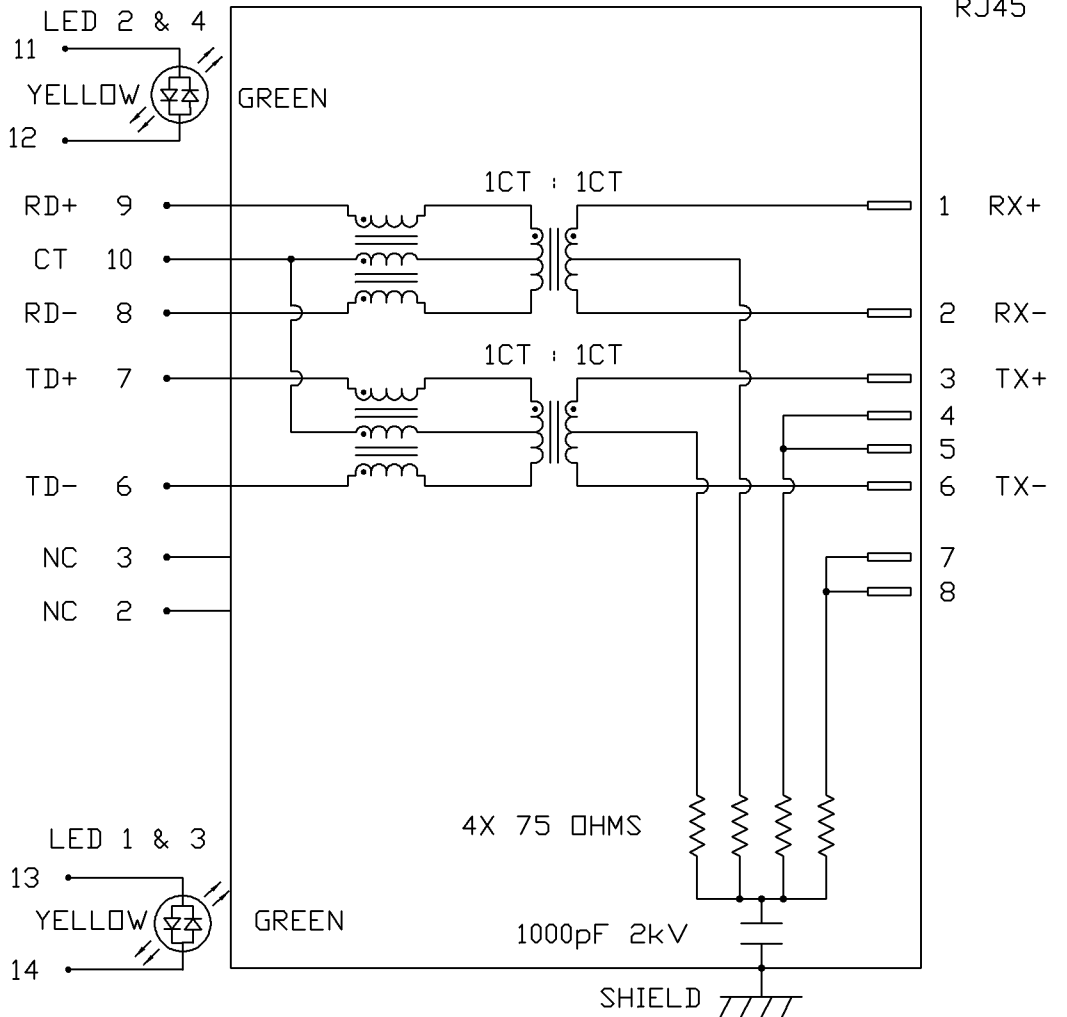 RJ45
LED 2 & 4
11
YELLOW
GREEN
12
1CT : 1CT
RD+ 9
1 RX+
CT 10
RD- 8
2 RX-
1CT : 1CT
TD+ 7
3 TX+
4
5
TD- 6
6 TX-
NC 3
7
NC 2
8
4X 75 OHMS
LED 1 & 3
13
YELLOW
GREEN
1000pF 2kV
14
SHIELD